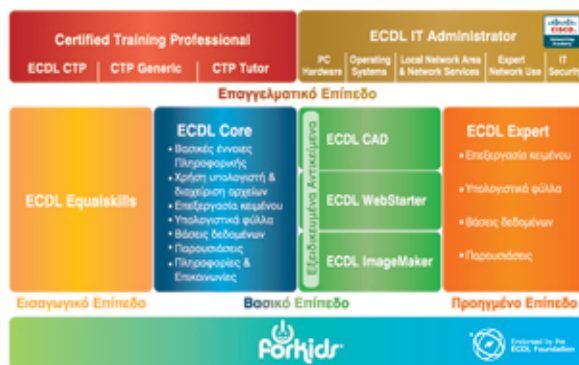 Certified Training Professional
ECDL CTP
CTP Generic
CTP Tutor
ECDL IT Administrator
CISCO
PC Hardware
Operating Systems
Local Network Area & Network Services
Expert Network Use
IT Security
Επαγγελματικό Επίπεδο
ECDL Equalskills
ECDL Core
• Βασικές έννοιες
Πληροφορικής
• Χρήση υπολογιστή &
διαχείριση αρχείων
• Επεξεργασία κειμένου
• Υπολογιστικά φύλλα
• Βάσεις δεδομένων
• Παρουσιάσεις
• Πληροφορίες &
Επικοινωνίες
Εξειδικευμένα Αντικείμενα
ECDL CAD
ECDL WebStarter
ECDL ImageMaker
ECDL Expert
• Επεξεργασία κειμένου
• Υπολογιστικά φύλλα
• Βάσεις δεδομένων
• Παρουσιάσεις
Εισαγωγικό Επίπεδο
Βασικό Επίπεδο
Προηγμένο Επίπεδο
forkids
Endorsed by the
ECDL Foundation